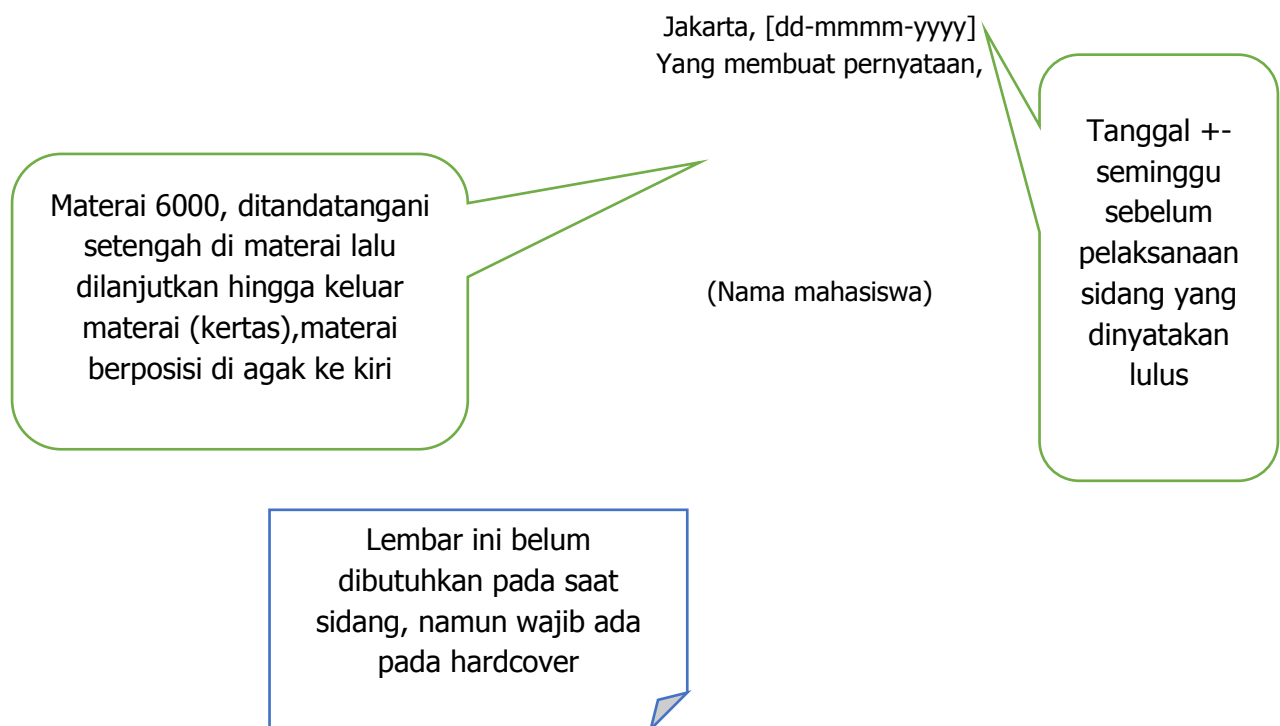 Jakarta, [dd-mmmm-yyyy]
Yang membuat pernyataan,
Materai 6000, ditandatangani
setengah di materai lalu
dilanjutkan hingga keluar
materai (kertas),materai
berposisi di agak ke kiri
(Nama mahasiswa)
Tanggal +-
seminggu
sebelum
pelaksanaan
sidang yang
dinyatakan
lulus
Lembar ini belum
dibutuhkan pada saat
sidang, namun wajib ada
pada hardcover